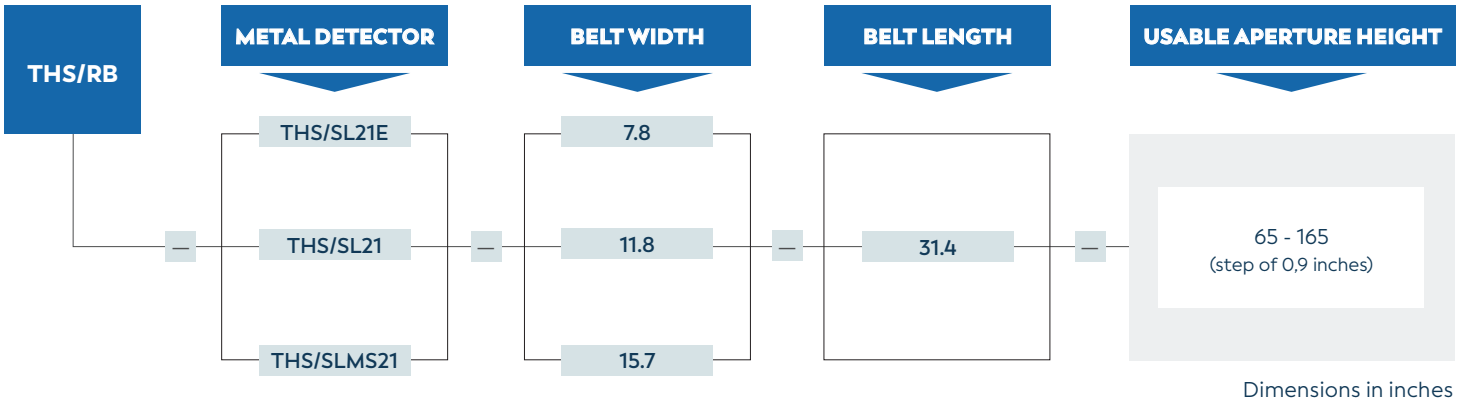 THS/RB
METAL DETECTOR
BELT WIDTH
BELT LENGTH
USABLE APERTURE HEIGHT
THS/SL21E
7.8
—
THS/SL21
—
11.8
—
31.4
—
65 - 165
(step of 0,9 inches)
THS/SLMS21
15.7
Dimensions in inches